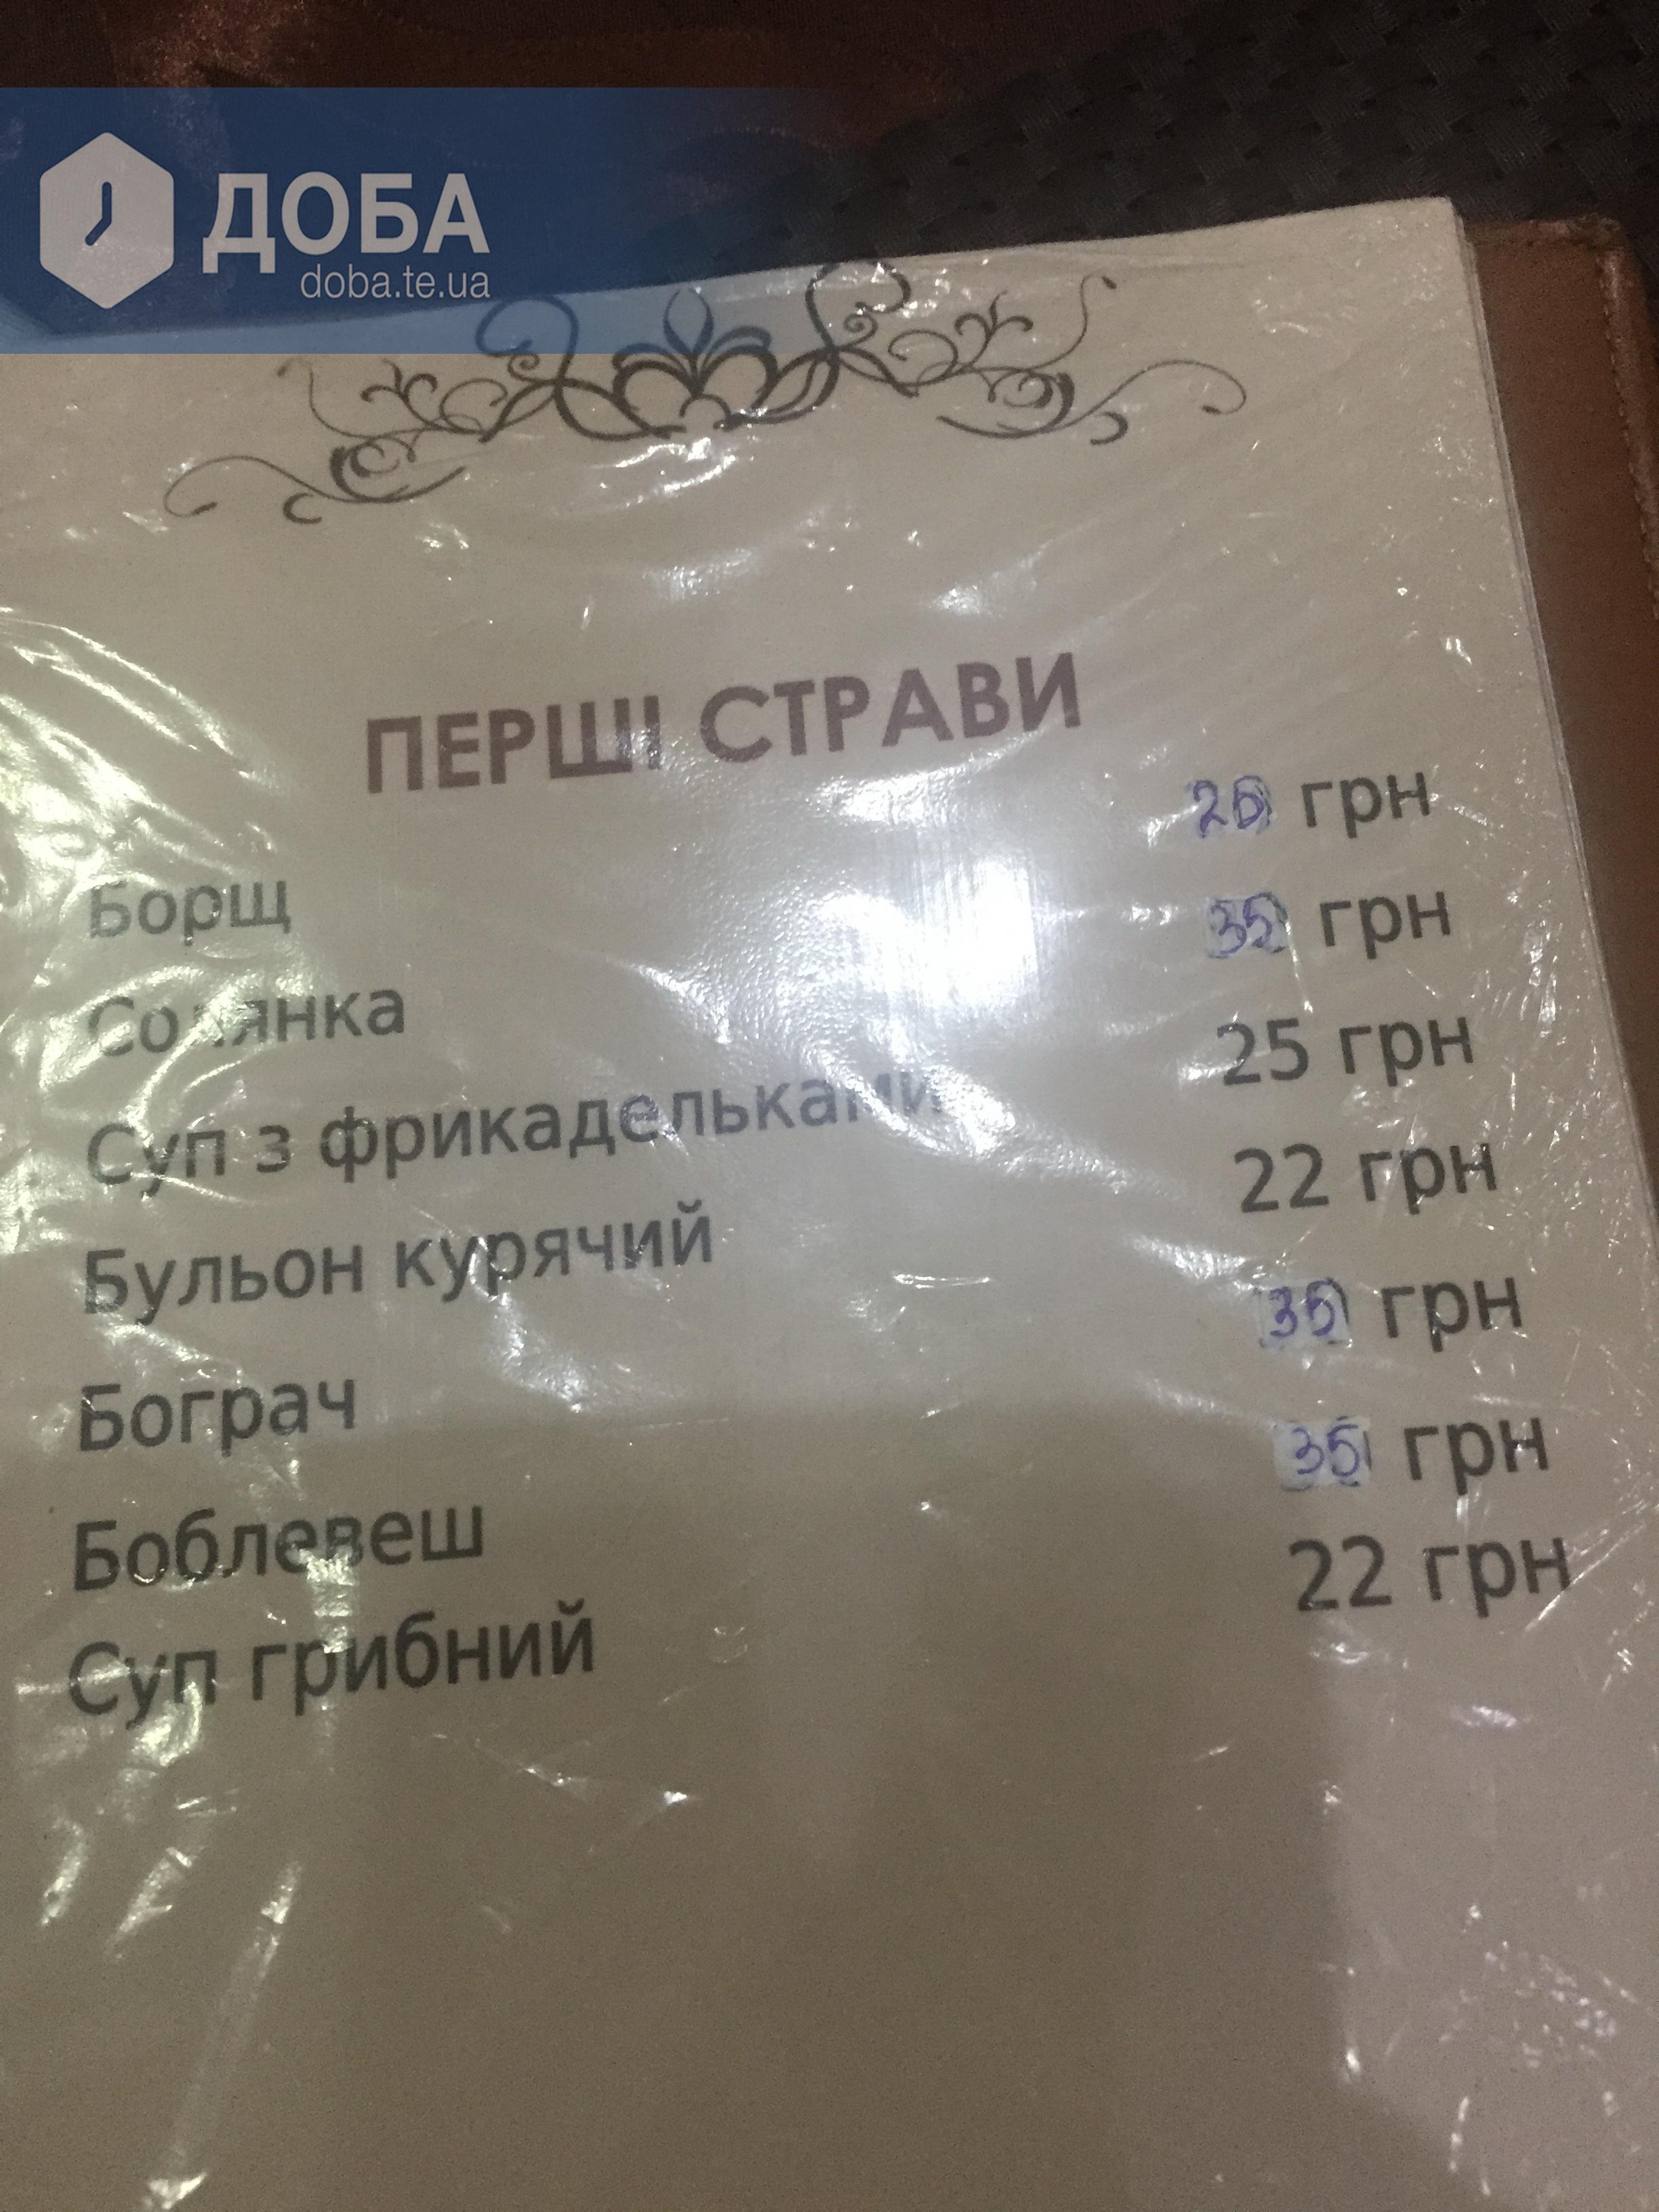 ДОБА
doba.te.ua
ПЕРШІ СТРАВИ
Борщ 25 грн
Солянка 35 грн
Суп з фрикадельками 25 грн
Бульон курячий 22 грн
Бограч 35 грн
Боблевеш 35 грн
Суп грибний 22 грн